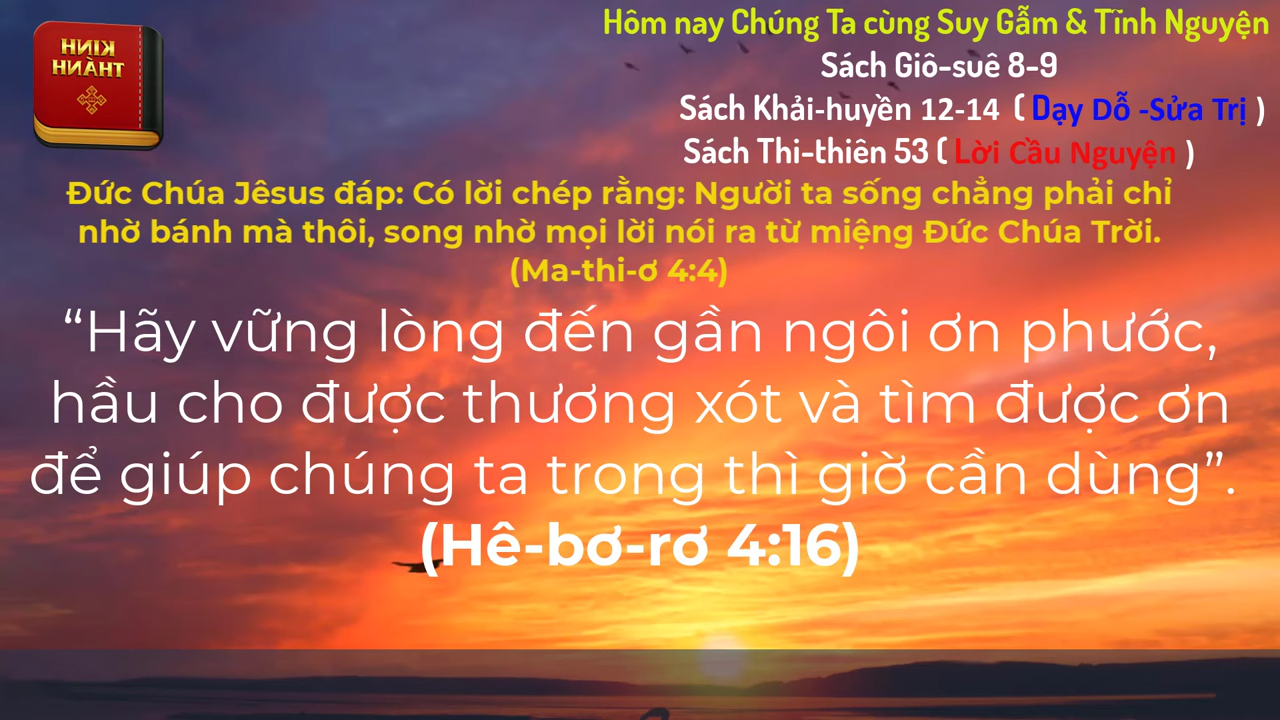 KINH
THÁNH
Hôm nay Chúng Ta cùng Suy Gẫm & Tĩnh Nguyện
Sách Giô-suê 8-9
Sách Khải-huyền 12-14 ( Dạy Dỗ -Sửa Trị )
Sách Thi-thiên 53 ( Lời Cầu Nguyện )
Đức Chúa Jêsus đáp: Có lời chép rằng: Người ta sống chẳng phải chỉ
nhờ bánh mà thôi, song nhờ mọi lời nói ra từ miệng Đức Chúa Trời.
(Ma-thi-ơ 4:4)
“Hãy vững lòng đến gần ngôi ơn phước,
hầu cho được thương xót và tìm được ơn
để giúp chúng ta trong thì giờ cần dùng”.
(Hê-bơ-rơ 4:16)